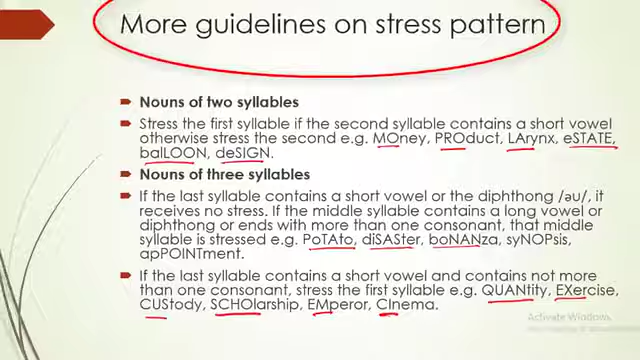 More guidelines on stress pattern
Nouns of two syllables
Stress the first syllable if the second syllable contains a short vowel
otherwise stress the second e.g. MOney, PROduct, LArynx, eSTATE,
balLOON, deSIGN.
Nouns of three syllables
If the last syllable contains a short vowel or the diphthong /əu/, it
receives no stress. If the middle syllable contains a long vowel or
diphthong or ends with more than one consonant, that middle
syllable is stressed e.g. PoTAto, diSASter, boNANza, syNOPsis,
apPOINTment.
If the last syllable contains a short vowel and contains not more
than one consonant, stress the first syllable e.g. QUANtity, EXercise,
CUStody, SCHOlarship, EMperor, CInema.
Activate Windows